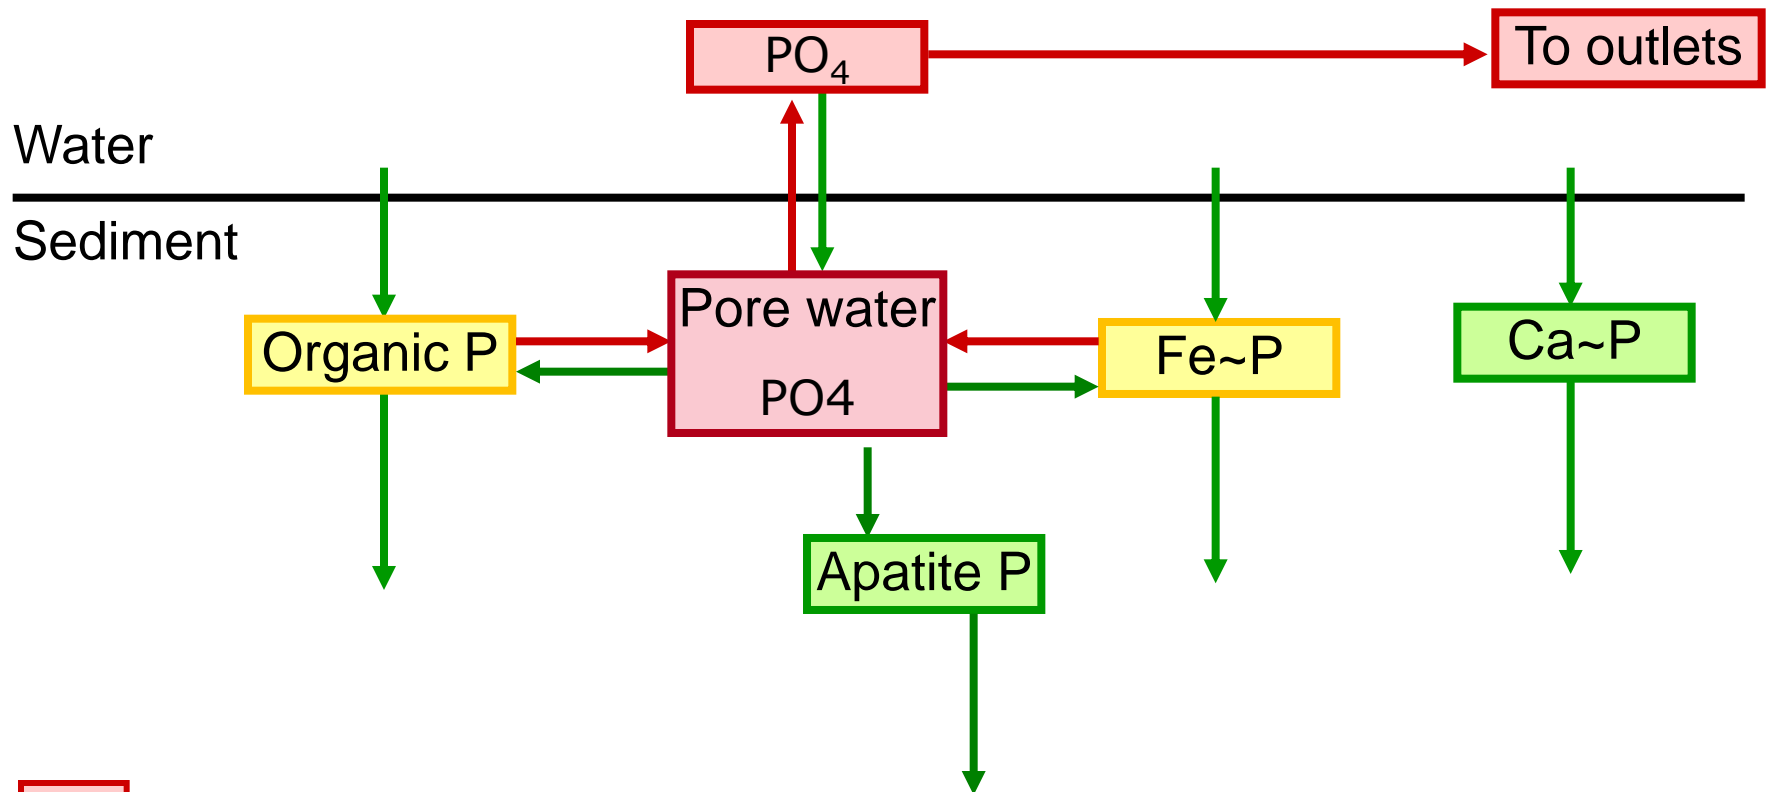 PO₄
To outlets
Water
Sediment
Organic P
Pore water
PO4
Fe~P
Ca~P
Apatite P